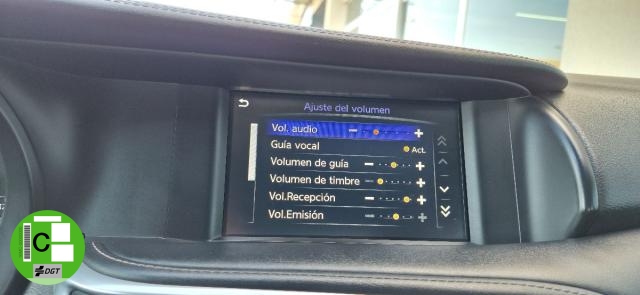 Ajuste del volumen
Vol. audio
Guía vocal Act.
Volumen de guía
Volumen de timbre
Vol.Recepción
Vol.Emisión
C
DGT